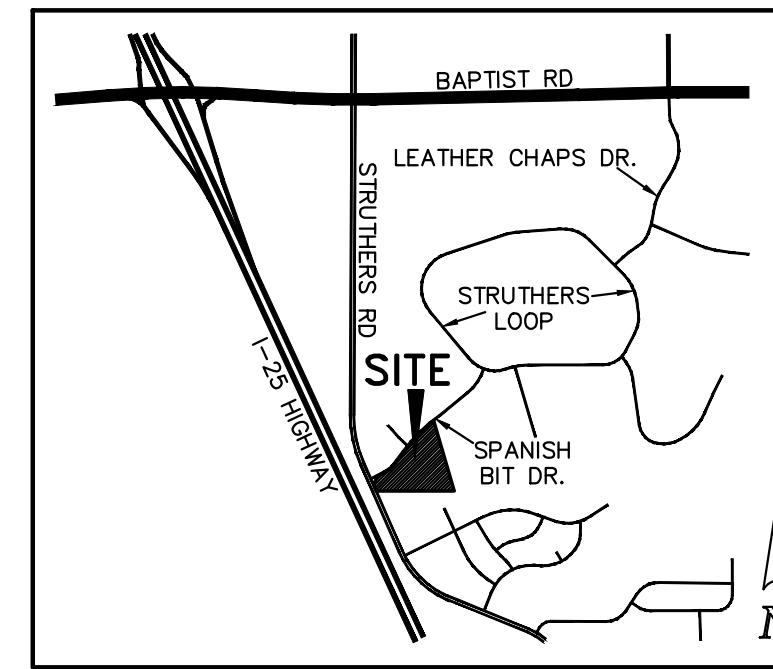 BAPTIST RD
LEATHER CHAPS DR.
STRUTHERS RD
STRUTHERS
LOOP
I-25 HIGHWAY
SITE
SPANISH
BIT DR.
N